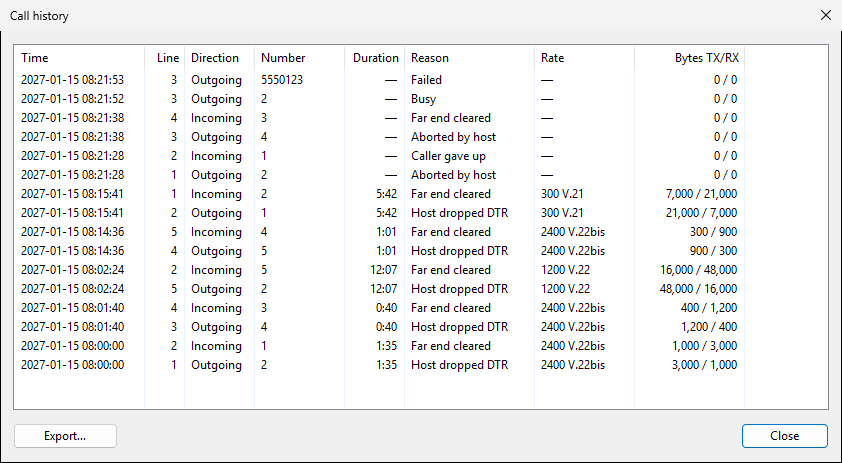 Call history
Time Line Direction Number Duration Reason Rate Bytes TX/RX
2027-01-15 08:21:53 3 Outgoing 5550123 — Failed — 0 / 0
2027-01-15 08:21:52 3 Outgoing 2 — Busy — 0 / 0
2027-01-15 08:21:38 4 Incoming 3 — Far end cleared — 0 / 0
2027-01-15 08:21:38 3 Outgoing 4 — Aborted by host — 0 / 0
2027-01-15 08:21:28 2 Incoming 1 — Caller gave up — 0 / 0
2027-01-15 08:21:28 1 Outgoing 2 — Aborted by host — 0 / 0
2027-01-15 08:15:41 1 Incoming 2 5:42 Far end cleared 300 V.21 7,000 / 21,000
2027-01-15 08:15:41 2 Outgoing 1 5:42 Host dropped DTR 300 V.21 21,000 / 7,000
2027-01-15 08:14:36 5 Incoming 4 1:01 Far end cleared 2400 V.22bis 300 / 900
2027-01-15 08:14:36 4 Outgoing 5 1:01 Host dropped DTR 2400 V.22bis 900 / 300
2027-01-15 08:02:24 2 Incoming 5 12:07 Far end cleared 1200 V.22 16,000 / 48,000
2027-01-15 08:02:24 5 Outgoing 2 12:07 Host dropped DTR 1200 V.22 48,000 / 16,000
2027-01-15 08:01:40 4 Incoming 3 0:40 Far end cleared 2400 V.22bis 400 / 1,200
2027-01-15 08:01:40 3 Outgoing 4 0:40 Host dropped DTR 2400 V.22bis 1,200 / 400
2027-01-15 08:00:00 2 Incoming 1 1:35 Far end cleared 2400 V.22bis 1,000 / 3,000
2027-01-15 08:00:00 1 Outgoing 2 1:35 Host dropped DTR 2400 V.22bis 3,000 / 1,000
Export... Close